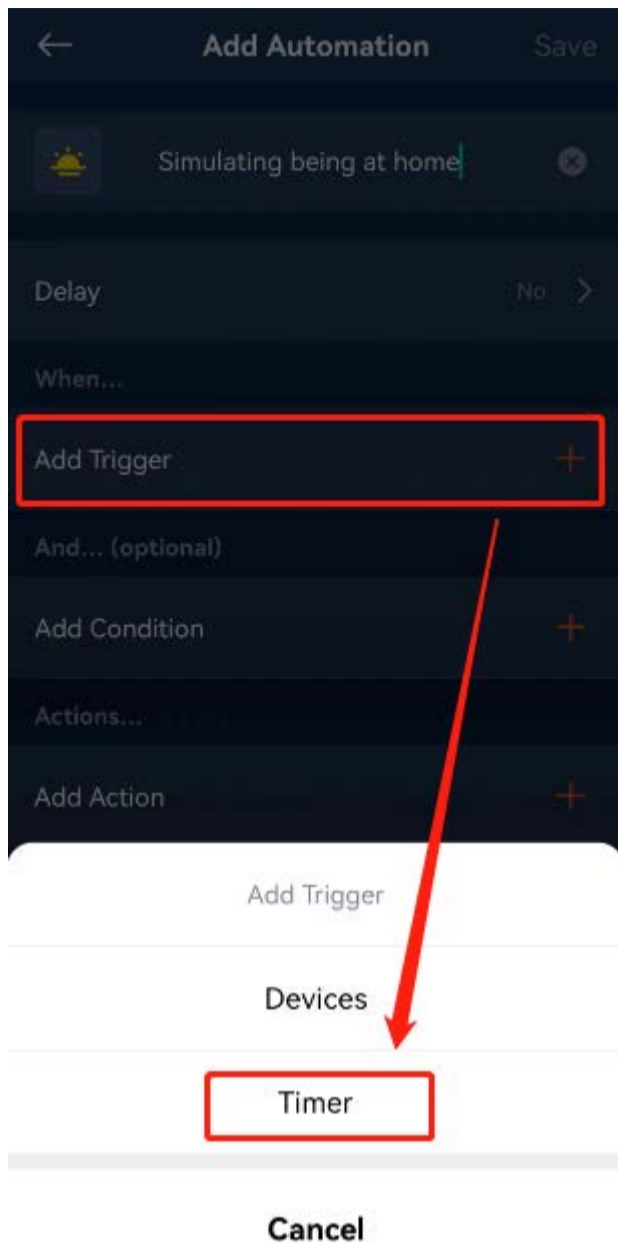 Add Automation Save
Simulating being at home
Delay No
When...
Add Trigger
And... (optional)
Add Condition
Actions...
Add Action
Add Trigger
Devices
Timer
Cancel